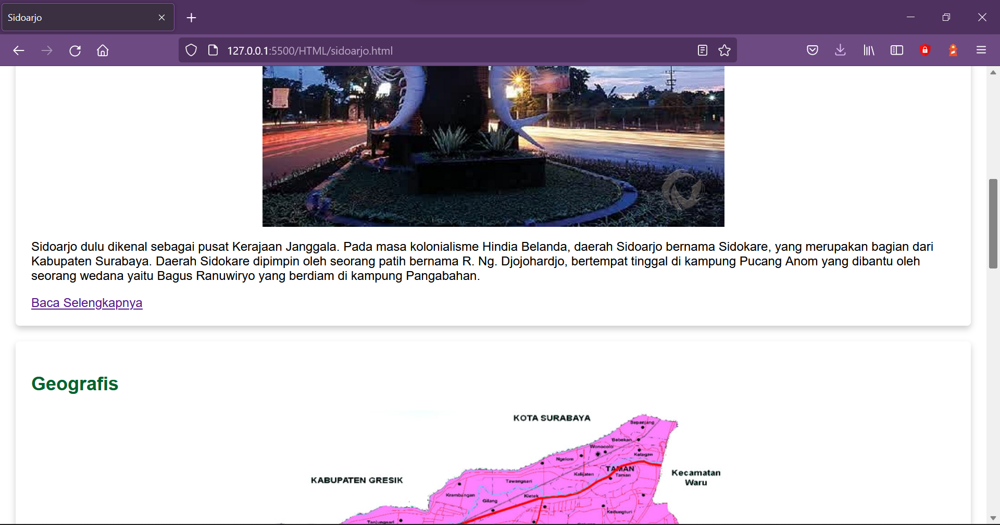 Sidoarjo
127.0.0.1:5500/HTML/sidoarjo.html
Sidoarjo dulu dikenal sebagai pusat Kerajaan Janggala. Pada masa kolonialisme Hindia Belanda, daerah Sidoarjo bernama Sidokare, yang merupakan bagian dari
Kabupaten Surabaya. Daerah Sidokare dipimpin oleh seorang patih bernama R. Ng. Djojohardjo, bertempat tinggal di kampung Pucang Anom yang dibantu oleh
seorang wedana yaitu Bagus Ranuwiryo yang berdiam di kampung Pangabahan.
Baca Selengkapnya
Geografis
KOTA SURABAYA
Sepanjang
Bebekan
Wonocolo
Ketegan
Ngelom
TAMAN
Kalijaten
Taman
Kecamatan
Waru
KABUPATEN GRESIK
Tawangsari
Krembangan
Kletek
Gilang
Kedungturi
Tanjungsari